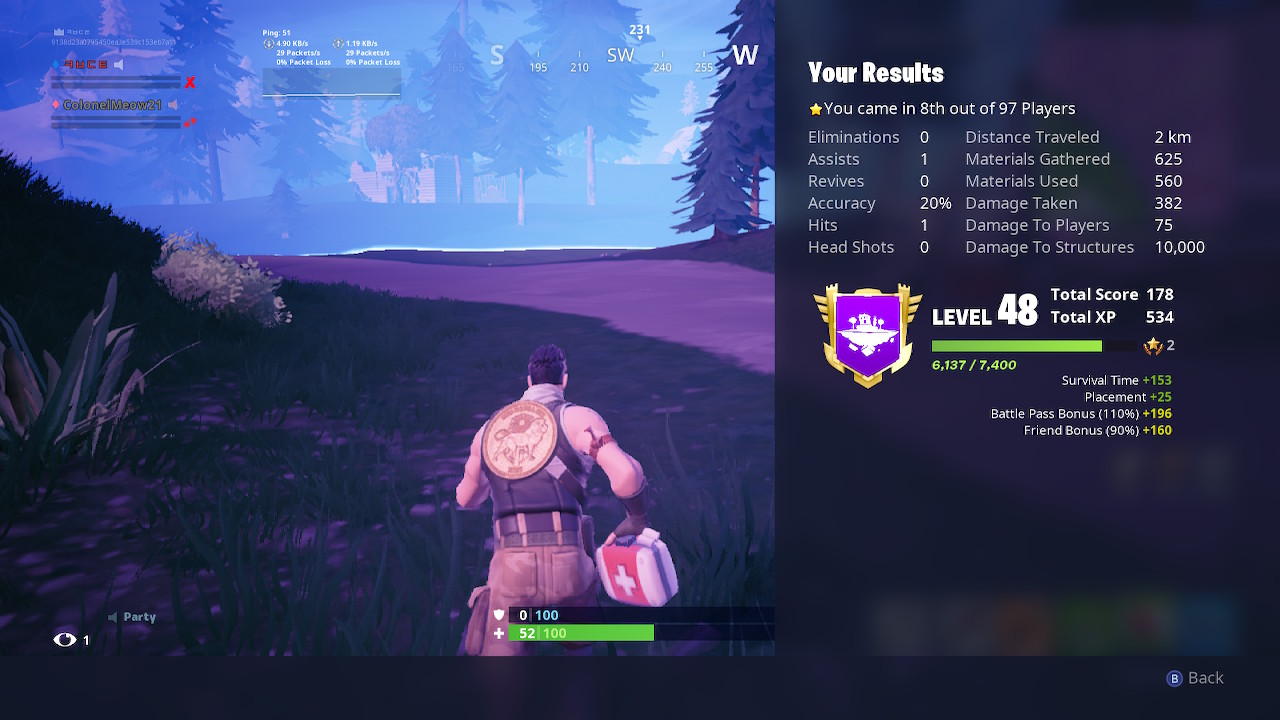 Ping: 51
4.90 KB/s 1.19 KB/s
29 Packets/s 29 Packets/s
0% Packet Loss 0% Packet Loss
ColonelMeow21
231
165 S 195 210 SW 240 255 W
Your Results
You came in 8th out of 97 Players
Eliminations 0 Distance Traveled 2 km
Assists 1 Materials Gathered 625
Revives 0 Materials Used 560
Accuracy 20% Damage Taken 382
Hits 1 Damage To Players 75
Head Shots 0 Damage To Structures 10,000
LEVEL 48 Total Score 178
Total XP 534
2
6,137 / 7,400
Survival Time +153
Placement +25
Battle Pass Bonus (110%) +196
Friend Bonus (90%) +160
Party
1
0 | 100
52 | 100
B Back